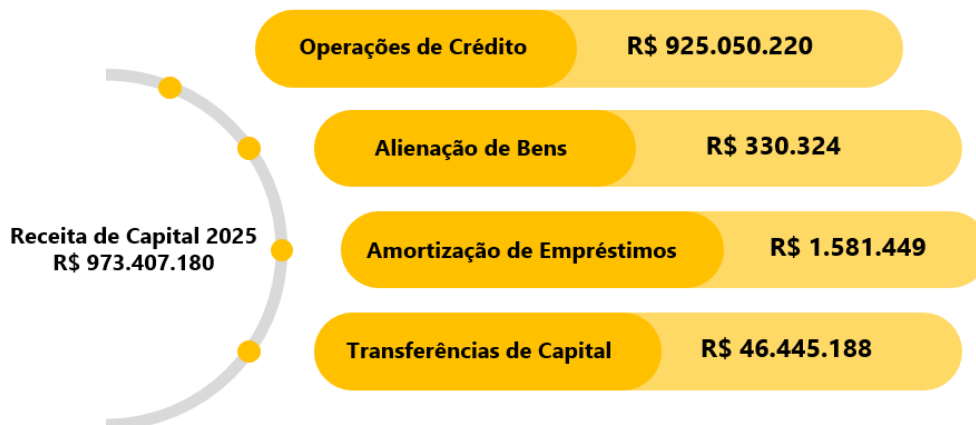 Operações de Crédito
R$ 925.050.220
Alienação de Bens
R$ 330.324
Receita de Capital 2025
R$ 973.407.180
Amortização de Empréstimos
R$ 1.581.449
Transferências de Capital
R$ 46.445.188